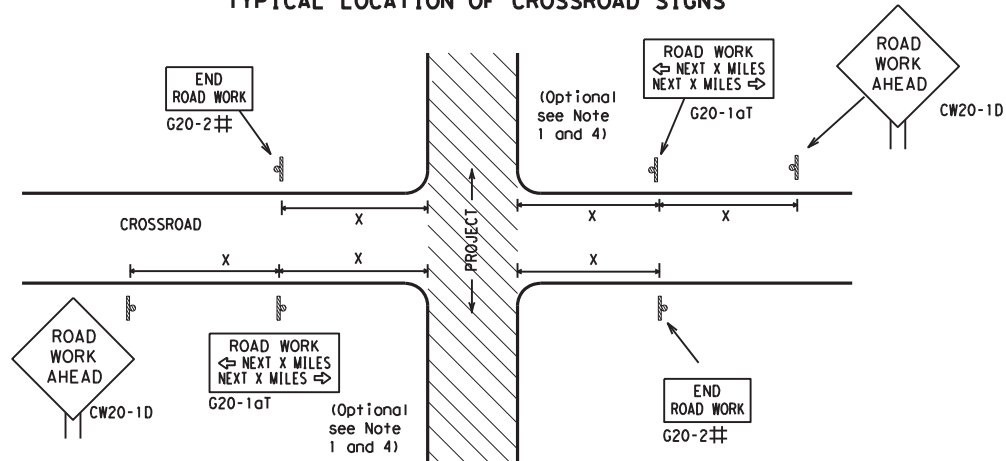 TYPICAL LOCATION OF CROSSROAD SIGNS
END
ROAD WORK
G20-2#
(Optional
see Note
1 and 4)
ROAD WORK
⇦ NEXT X MILES
NEXT X MILES ⇨
G20-1aT
ROAD
WORK
AHEAD
CW20-1D
X
X
X
CROSSROAD
PROJECT
X
X
X
ROAD
WORK
AHEAD
CW20-1D
ROAD WORK
⇦ NEXT X MILES
NEXT X MILES ⇨
G20-1aT
(Optional
see Note
1 and 4)
END
ROAD WORK
G20-2#